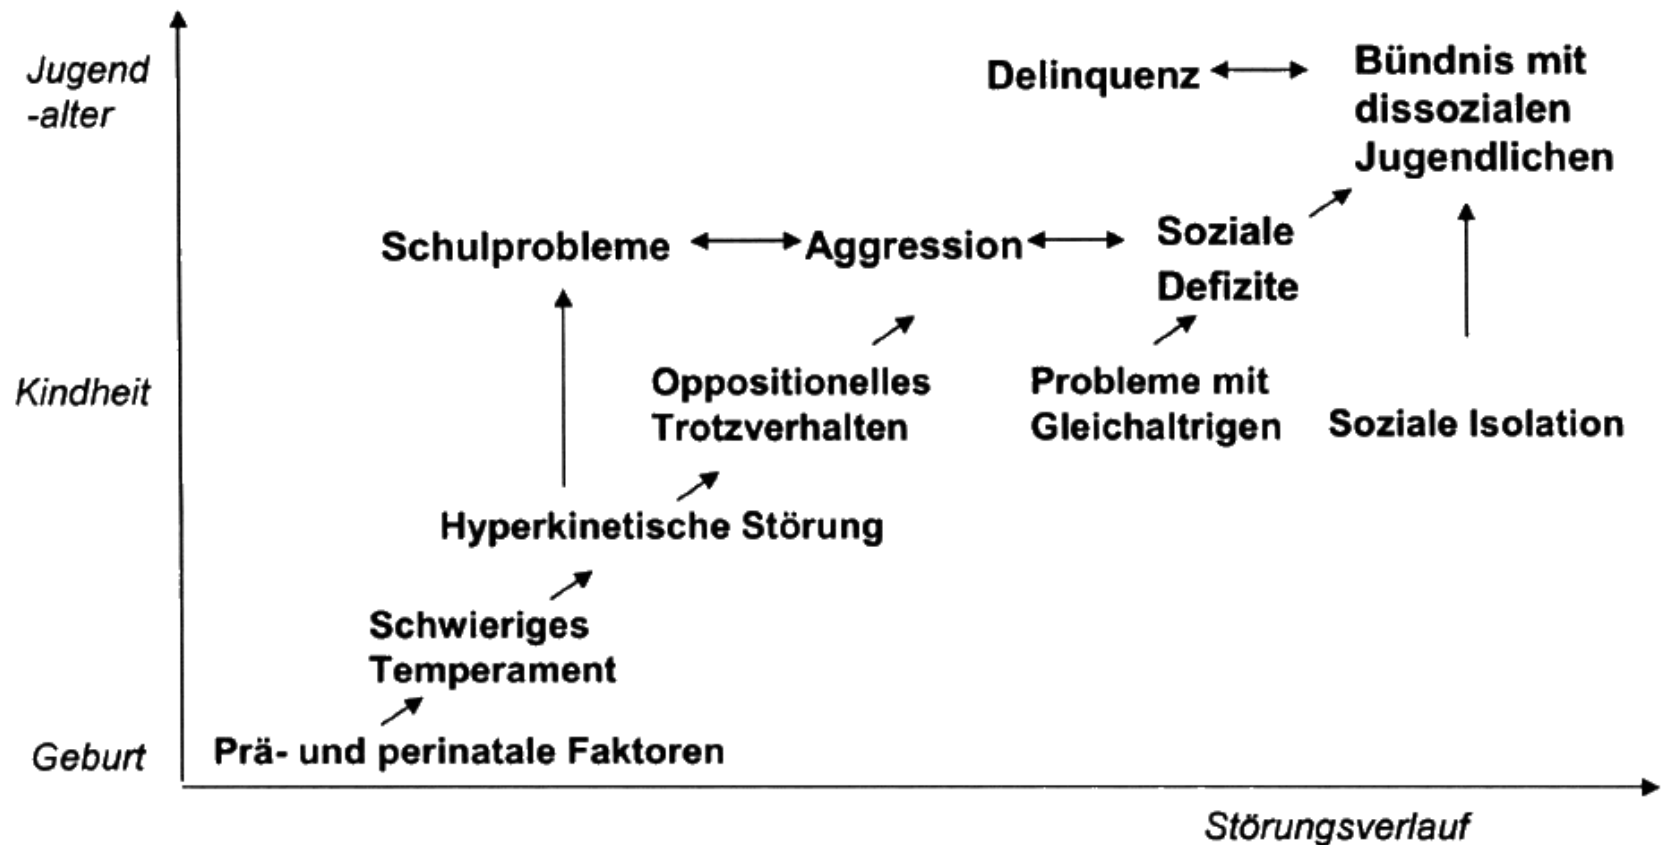 Jugend
-alter
Delinquenz
Bündnis mit
dissozialen
Jugendlichen
Schulprobleme
Aggression
Soziale
Defizite
Kindheit
Oppositionelles
Trotzverhalten
Probleme mit
Gleichaltrigen
Soziale Isolation
Hyperkinetische Störung
Schwieriges
Temperament
Geburt
Prä- und perinatale Faktoren
Störungsverlauf